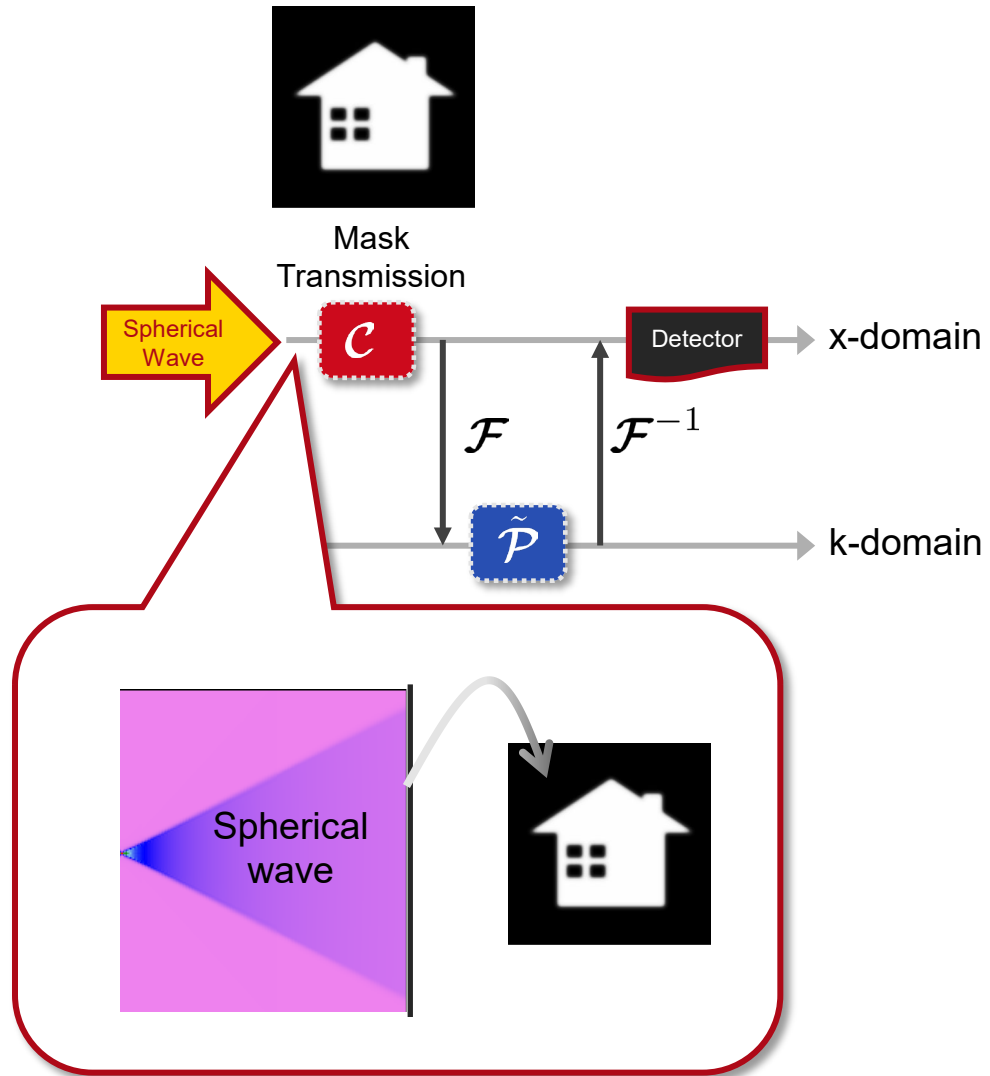 Mask
Transmission
Spherical
Wave
𝓒
Detector
x-domain
𝓕
𝓕⁻¹
𝓟̃
k-domain
Spherical
wave